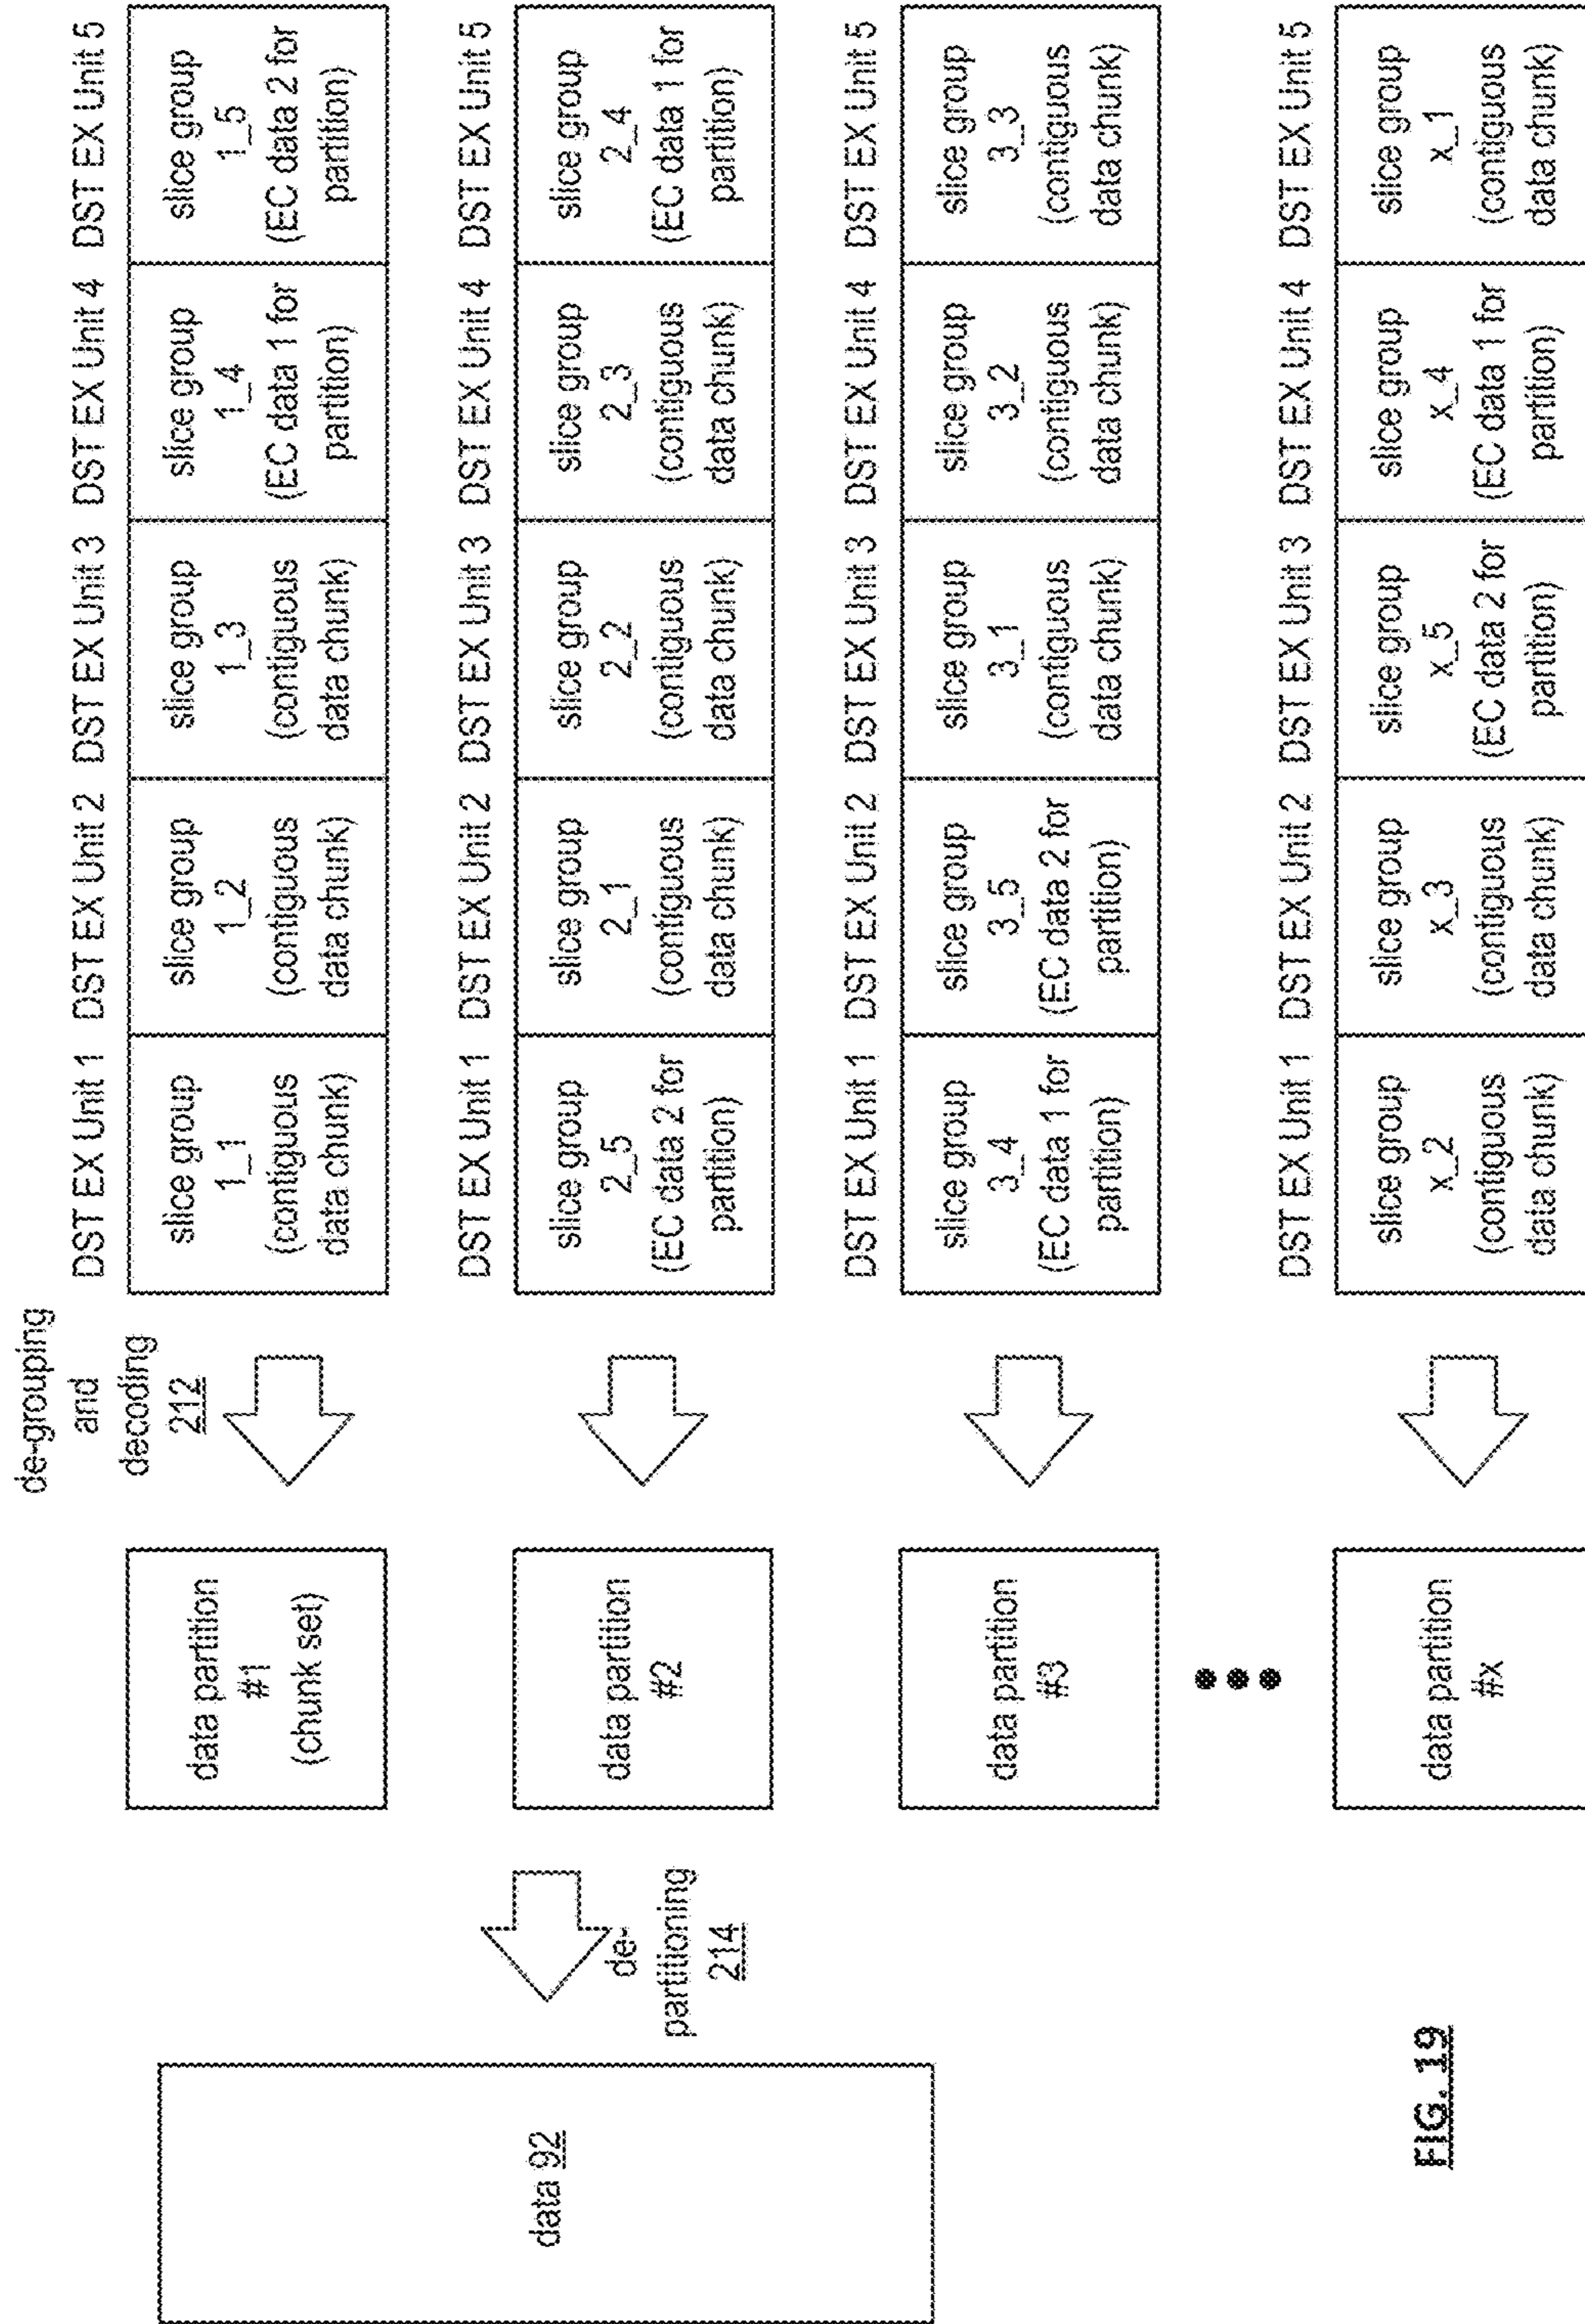 de-grouping
and
decoding
212
DST EX Unit 1 DST EX Unit 2 DST EX Unit 3 DST EX Unit 4 DST EX Unit 5
data partition
#1
(chunk set)
slice group
1_1
(contiguous
data chunk)
slice group
1_2
(contiguous
data chunk)
slice group
1_3
(contiguous
data chunk)
slice group
1_4
(EC data 1 for
partition)
slice group
1_5
(EC data 2 for
partition)
data 92
de-
partitioning
214
DST EX Unit 1 DST EX Unit 2 DST EX Unit 3 DST EX Unit 4 DST EX Unit 5
data partition
#2
slice group
2_5
(EC data 2 for
partition)
slice group
2_1
(contiguous
data chunk)
slice group
2_2
(contiguous
data chunk)
slice group
2_3
(contiguous
data chunk)
slice group
2_4
(EC data 1 for
partition)
DST EX Unit 1 DST EX Unit 2 DST EX Unit 3 DST EX Unit 4 DST EX Unit 5
data partition
#3
slice group
3_4
(EC data 1 for
partition)
slice group
3_5
(EC data 2 for
partition)
slice group
3_1
(contiguous
data chunk)
slice group
3_2
(contiguous
data chunk)
slice group
3_3
(contiguous
data chunk)
DST EX Unit 1 DST EX Unit 2 DST EX Unit 3 DST EX Unit 4 DST EX Unit 5
data partition
#x
slice group
x_2
(contiguous
data chunk)
slice group
x_3
(contiguous
data chunk)
slice group
x_5
(EC data 2 for
partition)
slice group
x_4
(EC data 1 for
partition)
slice group
x_1
(contiguous
data chunk)
FIG. 19